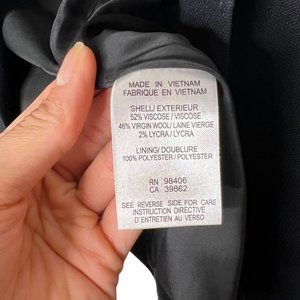 MADE IN VIETNAM
FABRIQUE EN VIETNAM
SHELL/ EXTERIEUR
52% VISCOSE / VISCOSE
46% VIRGIN WOOL/ LAINE VIERGE
2% LYCRA / LYCRA
LINING/ DOUBLURE
100% POLYESTER / POLYESTER
RN 98406
CA 39862
SEE REVERSE SIDE FOR CARE
INSTRUCTION DIRECTIVE
D'ENTRETIEN AU VERSO